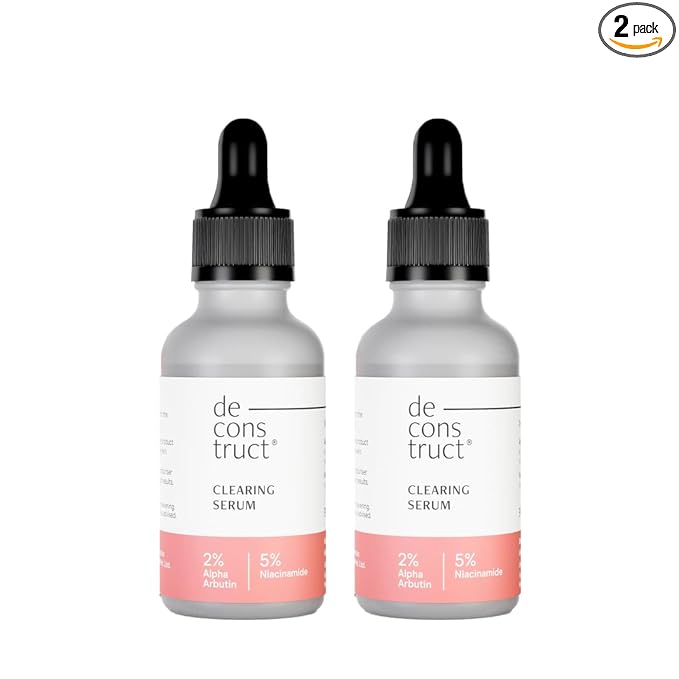 2 pack
de
cons
truct®
CLEARING
SERUM
2%
Alpha
Arbutin
5%
Niacinamide
de
cons
truct®
CLEARING
SERUM
2%
Alpha
Arbutin
5%
Niacinamide